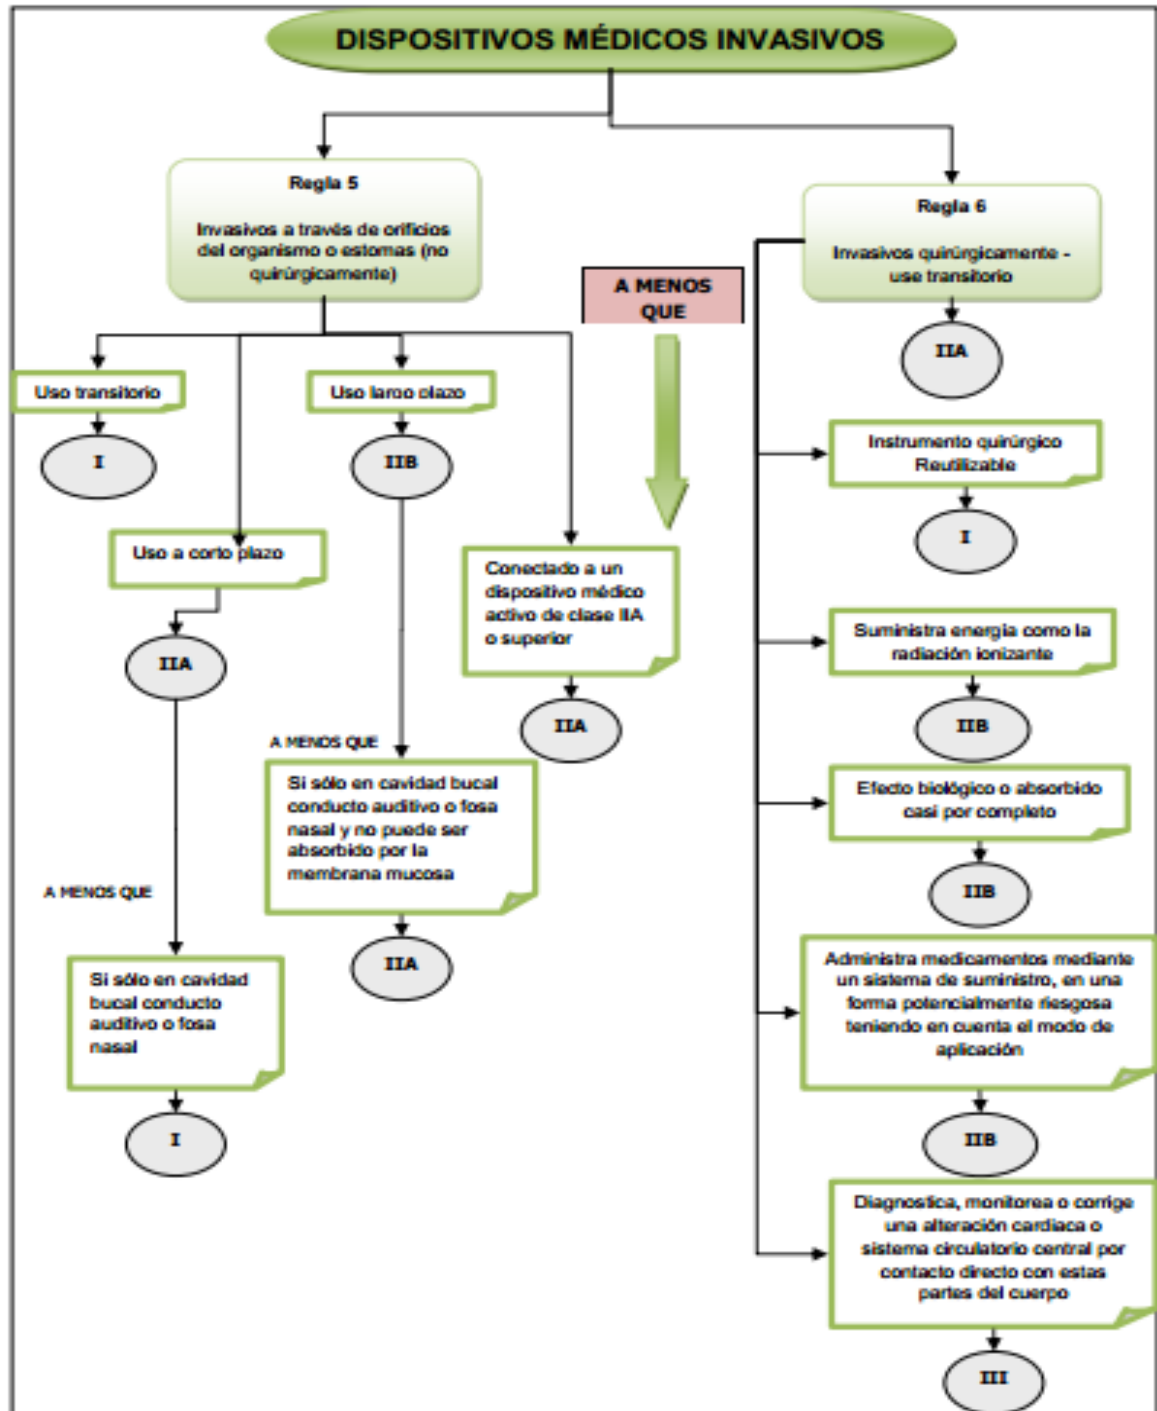 DISPOSITIVOS MÉDICOS INVASIVOS
Regla 5
Invasivos a través de orificios
del organismo o estomas (no
quirúrgicamente)
Regla 6
Invasivos quirúrgicamente -
use transitorio
A MENOS
QUE
IIA
Uso transitorio
I
Uso largo plazo
IIB
Uso a corto plazo
IIA
Conectado a un
dispositivo médico
activo de clase IIA
o superior
IIA
A MENOS QUE
Si sólo en cavidad bucal
conducto auditivo o fosa
nasal y no puede ser
absorbido por la
membrana mucosa
IIA
A MENOS QUE
Si sólo en cavidad
bucal conducto
auditivo o fosa
nasal
I
Instrumento quirúrgico
Reutilizable
I
Suministra energía como la
radiación ionizante
IIB
Efecto biológico o absorbido
casi por completo
IIB
Administra medicamentos mediante
un sistema de suministro, en una
forma potencialmente riesgosa
teniendo en cuenta el modo de
aplicación
IIB
Diagnostica, monitorea o corrige
una alteración cardiaca o
sistema circulatorio central por
contacto directo con estas
partes del cuerpo
III